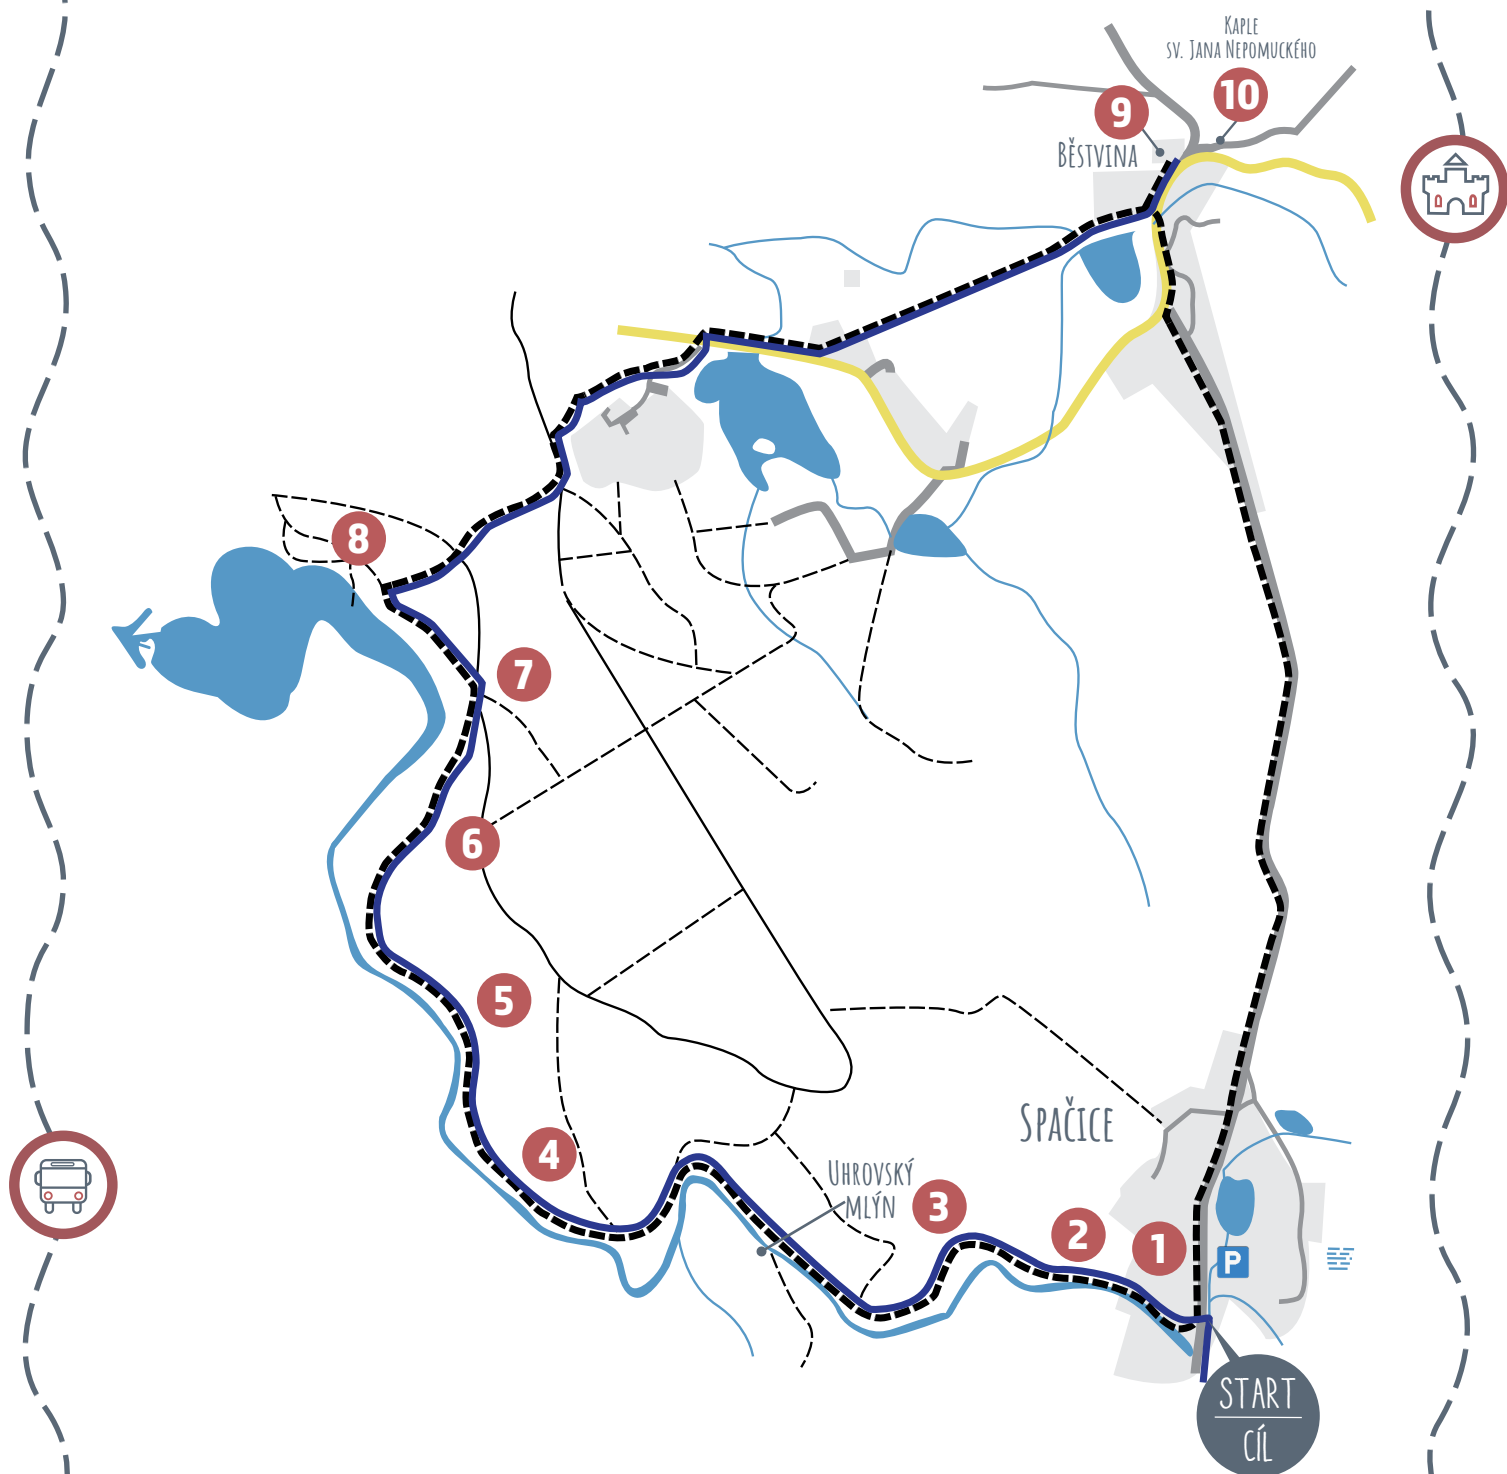 KAPLE
SV. JANA NEPOMUCKÉHO
10
9
BĚSTVINA
8
7
6
5
SPAČICE
4
UHROVSKÝ
MLÝN
3
2
1
P
START
CÍL